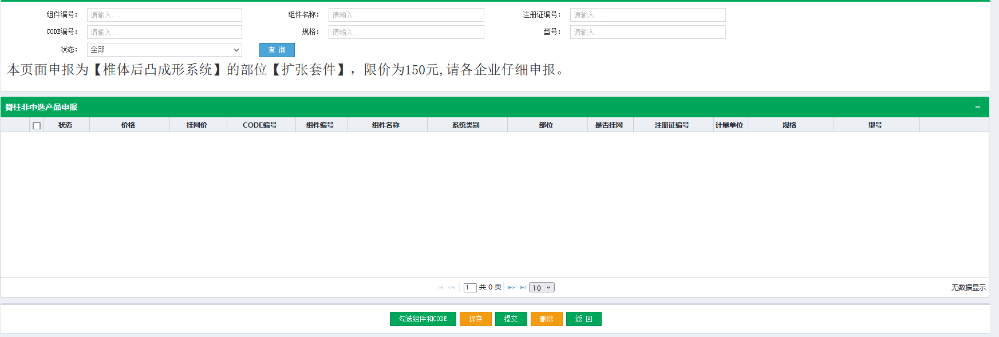 组件编号： 请输入... 组件名称： 请输入... 注册证编号： 请输入...
CODE编号： 请输入... 规格： 请输入... 型号： 请输入...
状态： 全部 查 询
本页面申报为【椎体后凸成形系统】的部位【扩张套件】，限价为150元,请各企业仔细申报。
脊柱非中选产品申报
状态 价格 挂网价 CODE编号 组件编号 组件名称 系统类别 部位 是否挂网 注册证编号 计量单位 规格 型号
1 共 0 页 10 无数据显示
勾选组件和CODE 保存 提交 删除 返 回